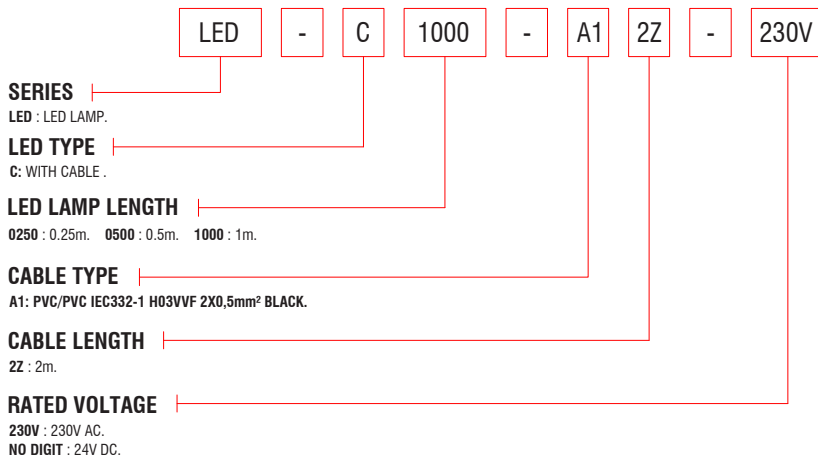 LED - C 1000 - A1 2Z - 230V
SERIES
LED : LED LAMP.
LED TYPE
C: WITH CABLE .
LED LAMP LENGTH
0250 : 0.25m. 0500 : 0.5m. 1000 : 1m.
CABLE TYPE
A1: PVC/PVC IEC332-1 H03VVF 2X0,5mm² BLACK.
CABLE LENGTH
2Z : 2m.
RATED VOLTAGE
230V : 230V AC.
NO DIGIT : 24V DC.